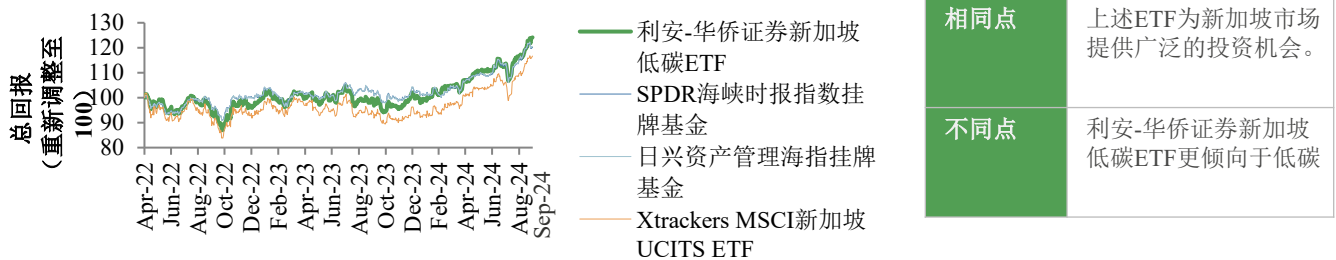 总回报
（重新调整至
100）
130
120
110
100
90
80
Apr-22
Jun-22
Aug-22
Oct-22
Dec-22
Feb-23
Apr-23
Jun-23
Aug-23
Oct-23
Dec-23
Feb-24
Apr-24
Jun-24
Aug-24
Sep-24
利安-华侨证券新加坡
低碳ETF
SPDR海峡时报指数挂
牌基金
日兴资产管理海指挂牌
基金
Xtrackers MSCI新加坡
UCITS ETF
相同点
上述ETF为新加坡市场
提供广泛的投资机会。
不同点
利安-华侨证券新加坡
低碳ETF更倾向于低碳